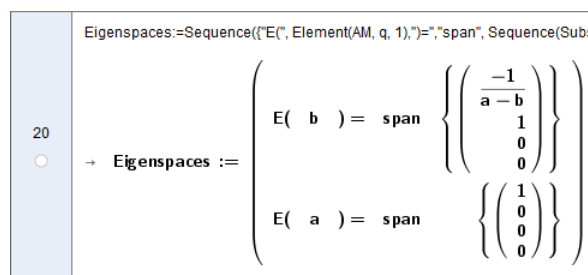 Eigenspaces:=Sequence({"E(", Element(AM, q, 1),")=","span", Sequence(Sub
20
→ Eigenspaces :=
E( b ) = span {( -1 / a – b
1
0
0 )}
E( a ) = span {( 1
0
0
0 )}